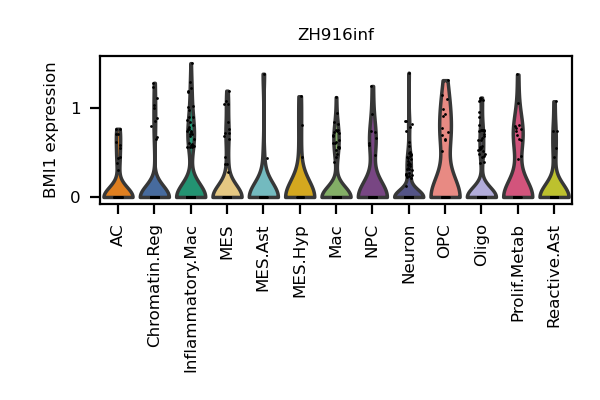 ZH916inf
BMI1 expression
1
0
AC
Chromatin.Reg
Inflammatory.Mac
MES
MES.Ast
MES.Hyp
Mac
NPC
Neuron
OPC
Oligo
Prolif.Metab
Reactive.Ast